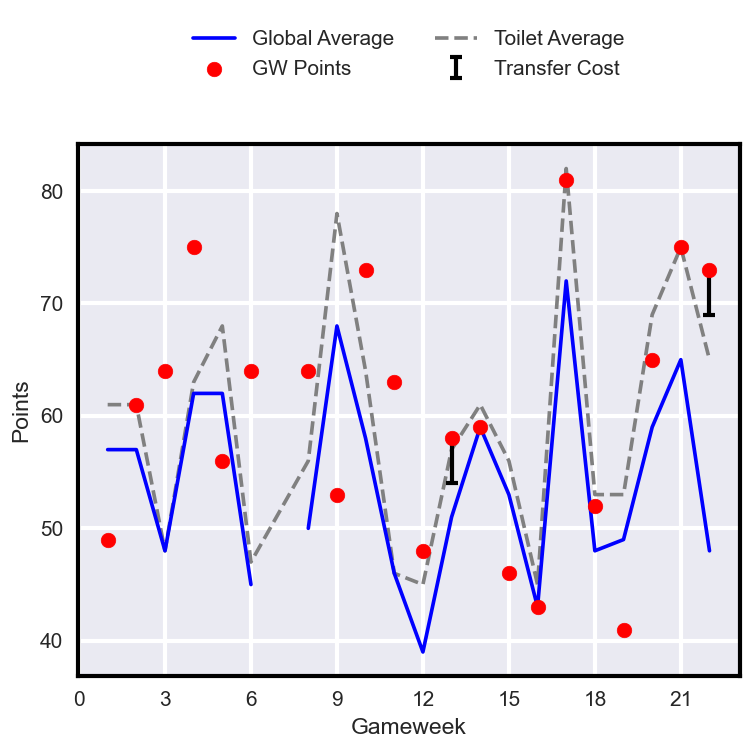 Global Average Toilet Average
GW Points Transfer Cost
80
70
60
50
40
Points
0 3 6 9 12 15 18 21
Gameweek